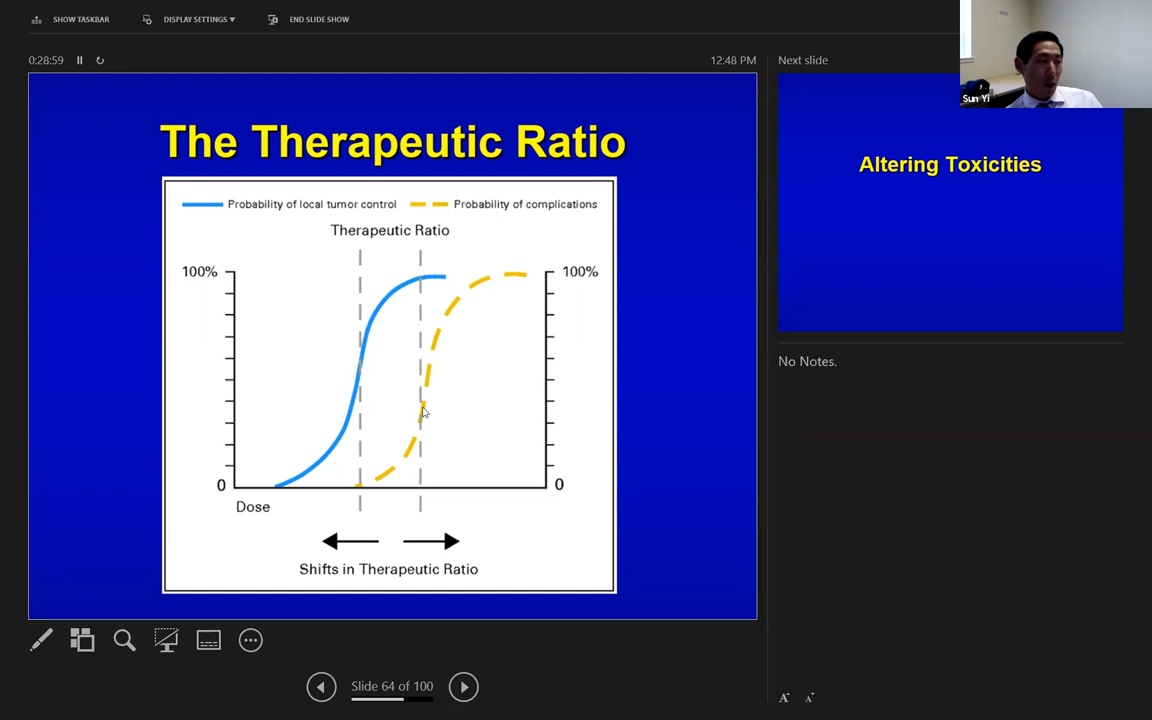 SHOW TASKBAR
DISPLAY SETTINGS ▾
END SLIDE SHOW
0:28:59
12:48 PM
Next slide
Sun Yi
The Therapeutic Ratio
Altering Toxicities
Probability of local tumor control
Probability of complications
Therapeutic Ratio
100%
100%
No Notes.
0
0
Dose
Shifts in Therapeutic Ratio
Slide 64 of 100
A
A